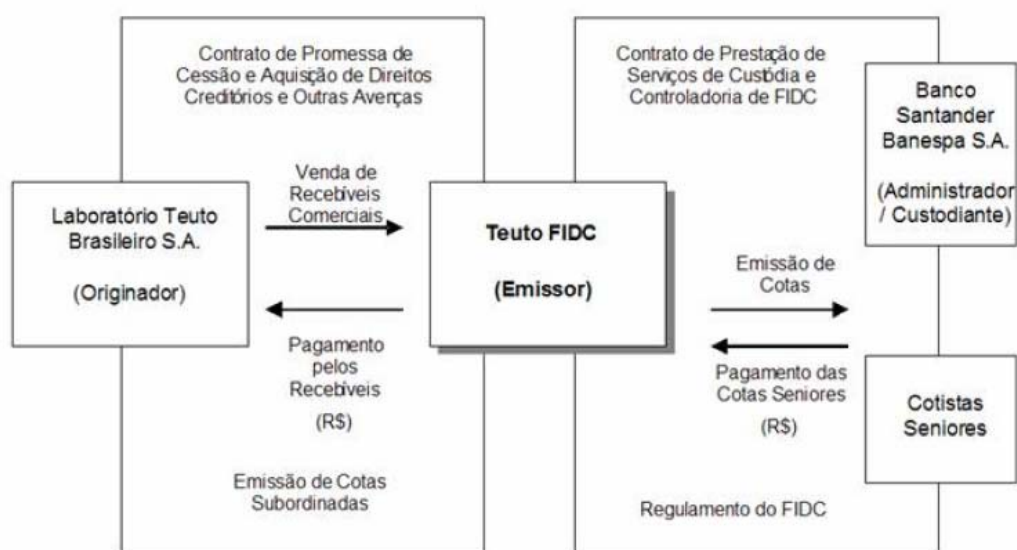 Contrato de Promessa de
Cessão e Aquisição de Direitos
Creditórios e Outras Avenças
Contrato de Prestação de
Serviços de Custódia e
Controladoria de FIDC
Banco
Santander
Banespa S.A.
(Administrador
/ Custodiante)
Venda de
Recebíveis
Comerciais
Laboratório Teuto
Brasileiro S.A.
(Originador)
Teuto FIDC
(Emissor)
Emissão de
Cotas
Pagamento
pelos
Recebíveis
(R$)
Pagamento das
Cotas Seniores
(R$)
Cotistas
Seniores
Emissão de Cotas
Subordinadas
Regulamento do FIDC